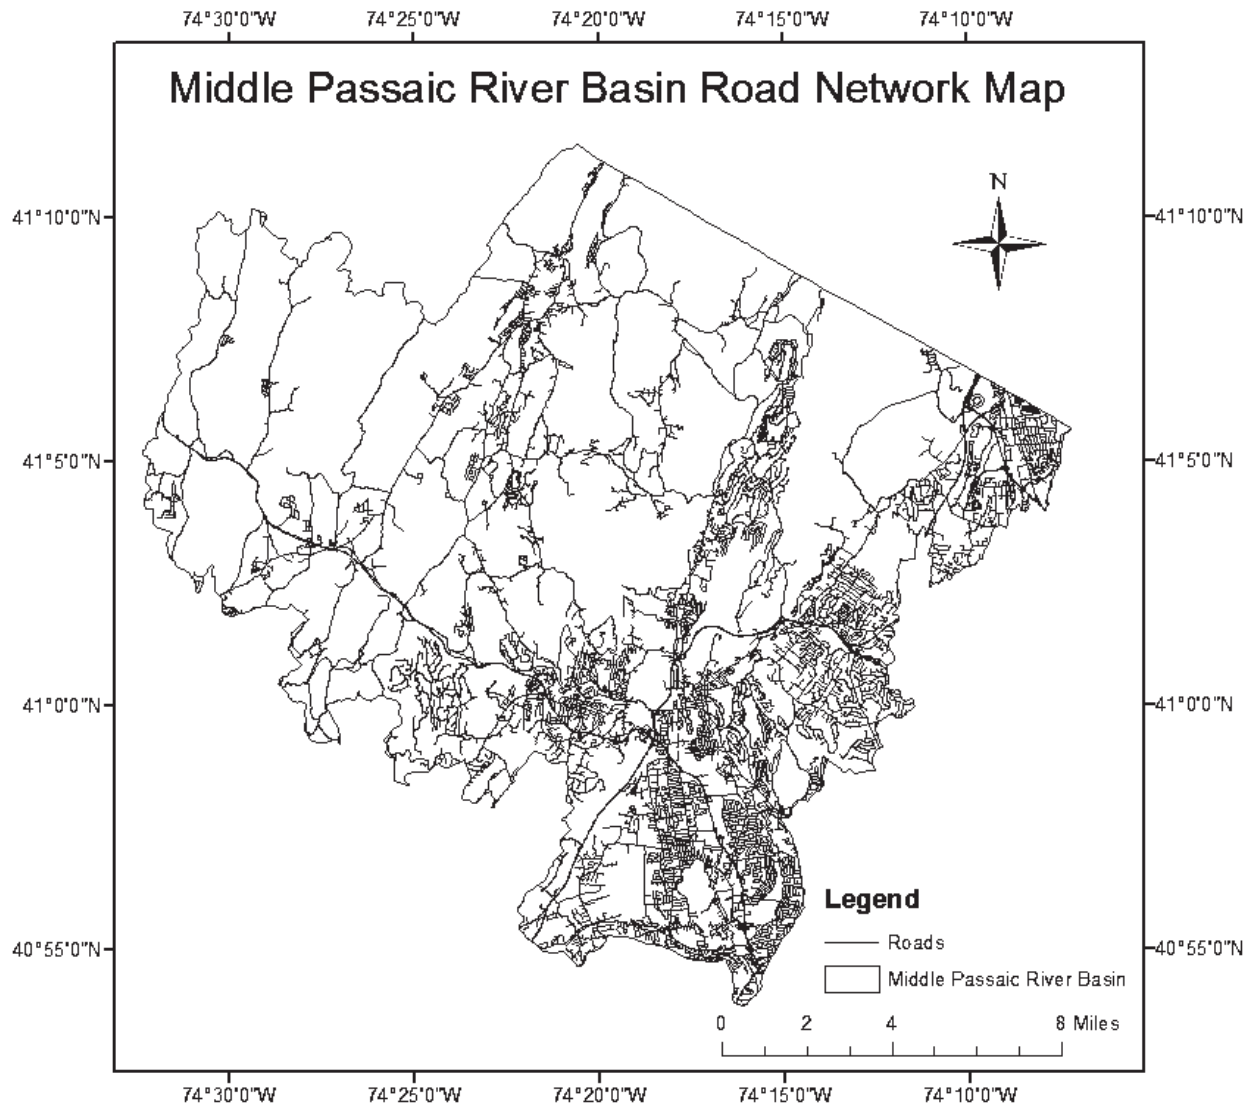 74°30'0"W 74°25'0"W 74°20'0"W 74°15'0"W 74°10'0"W
Middle Passaic River Basin Road Network Map
N
41°10'0"N 41°10'0"N
41°5'0"N 41°5'0"N
41°0'0"N 41°0'0"N
Legend
Roads
40°55'0"N 40°55'0"N
Middle Passaic River Basin
0 2 4 8 Miles
74°30'0"W 74°25'0"W 74°20'0"W 74°15'0"W 74°10'0"W